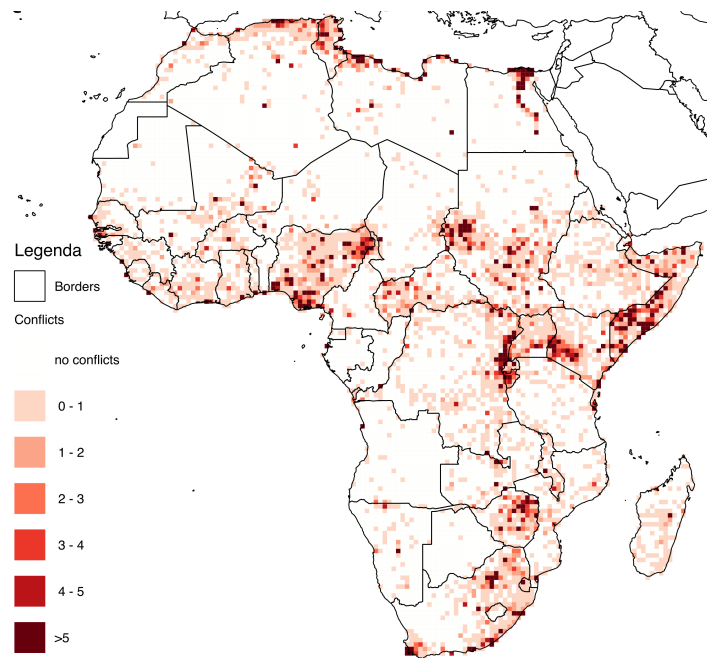 Legenda
Borders
Conflicts
no conflicts
0 - 1
1 - 2
2 - 3
3 - 4
4 - 5
>5